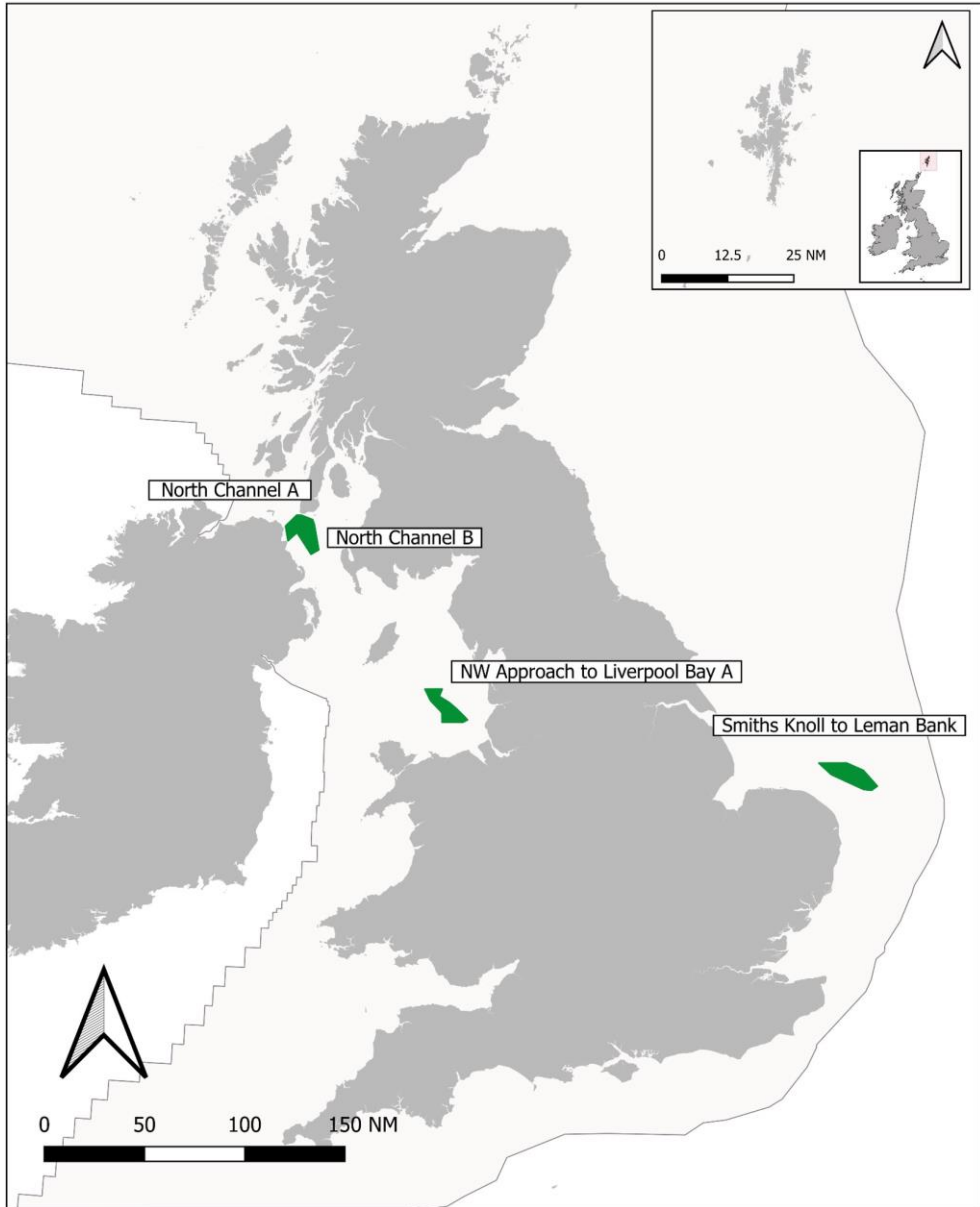 0 12.5 25 NM
North Channel A
North Channel B
NW Approach to Liverpool Bay A
Smiths Knoll to Leman Bank
0 50 100 150 NM